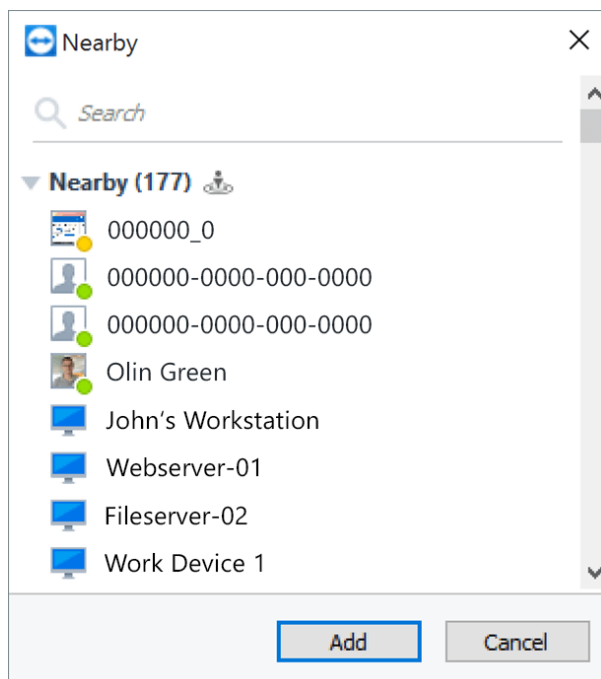 Nearby
Search
Nearby (177)
000000_0
000000-0000-000-0000
000000-0000-000-0000
Olin Green
John‘s Workstation
Webserver-01
Fileserver-02
Work Device 1
Add Cancel